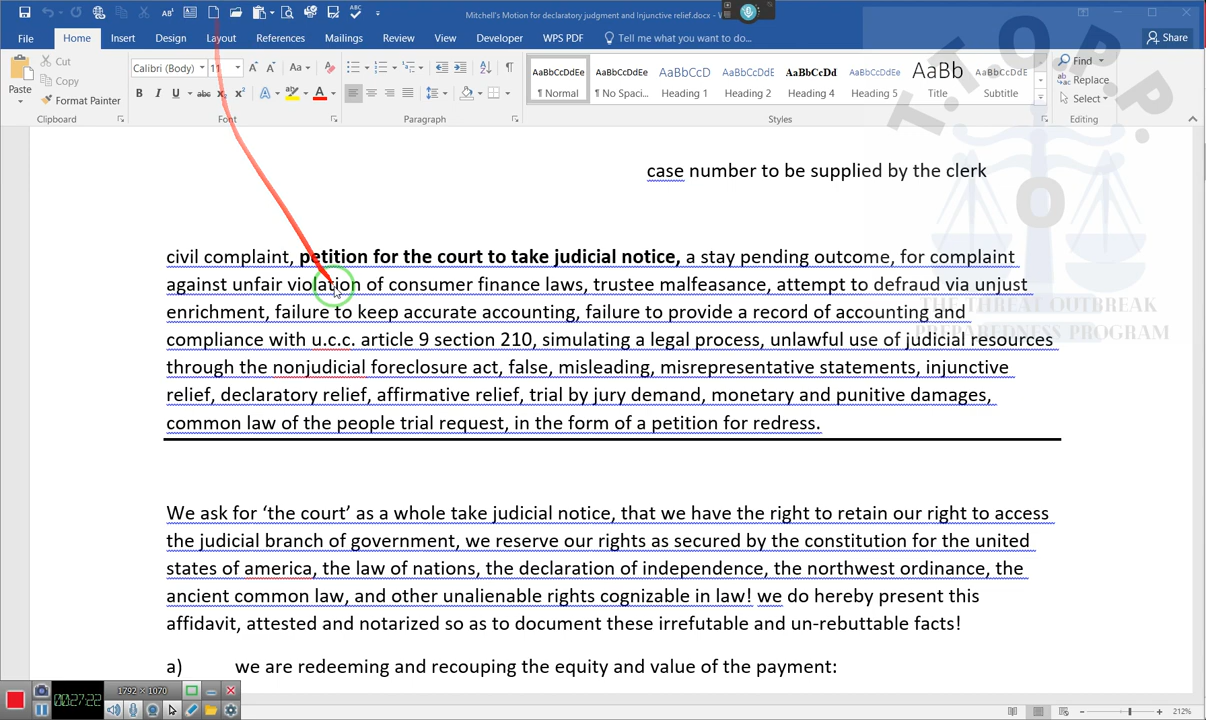 Mitchell's Motion for declaratory judgment and Injunctive relief.docx -
File Home Insert Design Layout References Mailings Review View Developer WPS PDF Tell me what you want to do... Share
Paste
Cut
Copy
Format Painter
Clipboard
Calibri (Body) 11
Font
Paragraph
AaBbCcDdEe AaBbCcDdEe AaBbCcD AaBbCcDdEe AaBbCcDd AaBbCcDdEe AaBb AaBbCcDdEe
¶ Normal ¶ No Spaci... Heading 1 Heading 2 Heading 4 Heading 5 Title Subtitle
Styles
Find
Replace
Select
Editing
T.T.O.P.P.
case number to be supplied by the clerk
civil complaint, petition for the court to take judicial notice, a stay pending outcome, for complaint
against unfair violation of consumer finance laws, trustee malfeasance, attempt to defraud via unjust
enrichment, failure to keep accurate accounting, failure to provide a record of accounting and
compliance with u.c.c. article 9 section 210, simulating a legal process, unlawful use of judicial resources
through the nonjudicial foreclosure act, false, misleading, misrepresentative statements, injunctive
relief, declaratory relief, affirmative relief, trial by jury demand, monetary and punitive damages,
common law of the people trial request, in the form of a petition for redress.
THE THREAT OUTBREAK
PREPAREDNESS PROGRAM
We ask for ‘the court’ as a whole take judicial notice, that we have the right to retain our right to access
the judicial branch of government, we reserve our rights as secured by the constitution for the united
states of america, the law of nations, the declaration of independence, the northwest ordinance, the
ancient common law, and other unalienable rights cognizable in law! we do hereby present this
affidavit, attested and notarized so as to document these irrefutable and un-rebuttable facts!
a) we are redeeming and recouping the equity and value of the payment:
1792 × 1070
00:27:22
212%